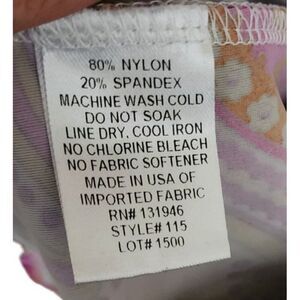 80% NYLON
20% SPANDEX
MACHINE WASH COLD
DO NOT SOAK
LINE DRY, COOL IRON
NO CHLORINE BLEACH
NO FABRIC SOFTENER
MADE IN USA OF
IMPORTED FABRIC
RN# 131946
STYLE# 115
LOT# 1500